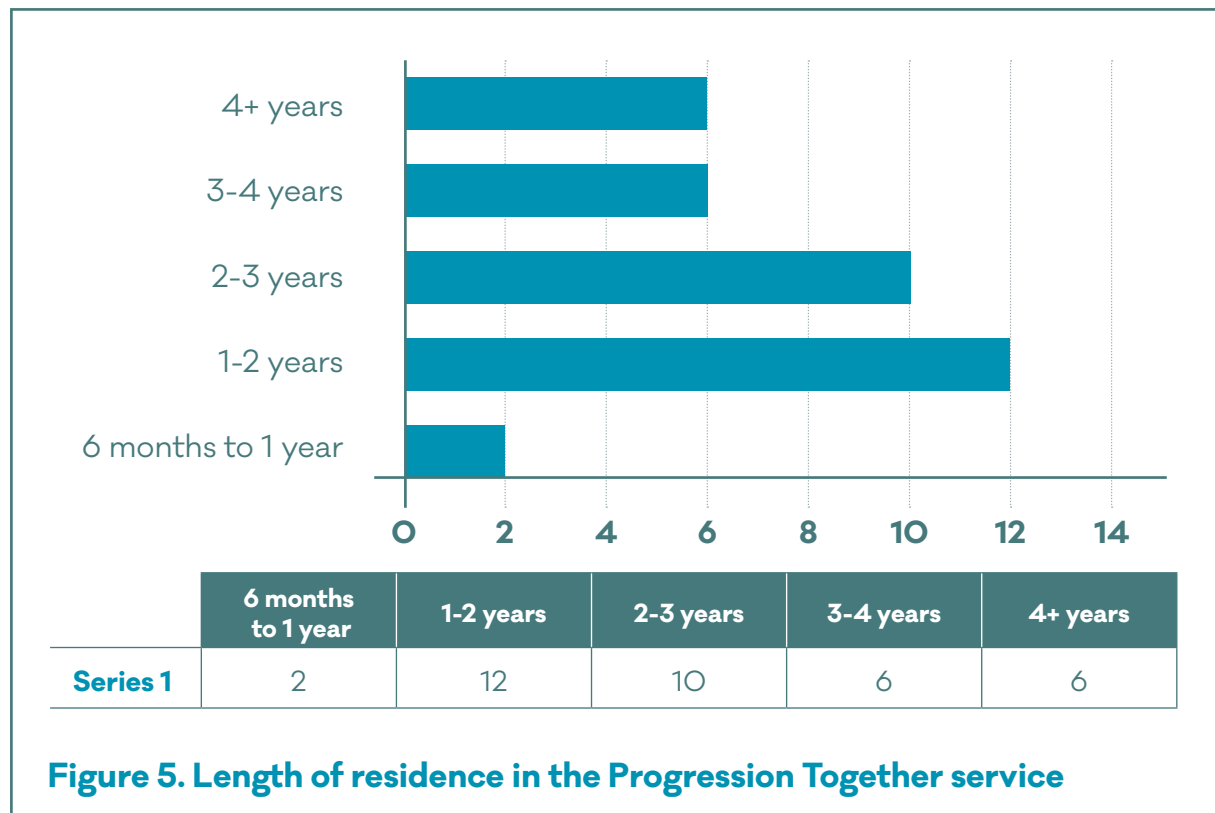 4+ years
3-4 years
2-3 years
1-2 years
6 months to 1 year
0 2 4 6 8 10 12 14
6 months to 1 year 1-2 years 2-3 years 3-4 years 4+ years
Series 1 2 12 10 6 6
Figure 5. Length of residence in the Progression Together service